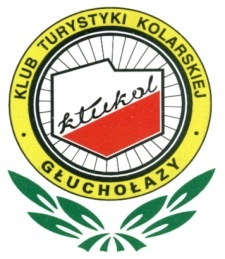 KLUB TURYSTYKI KOLARSKIEJ
ktukol
• GŁUCHOŁAZY •